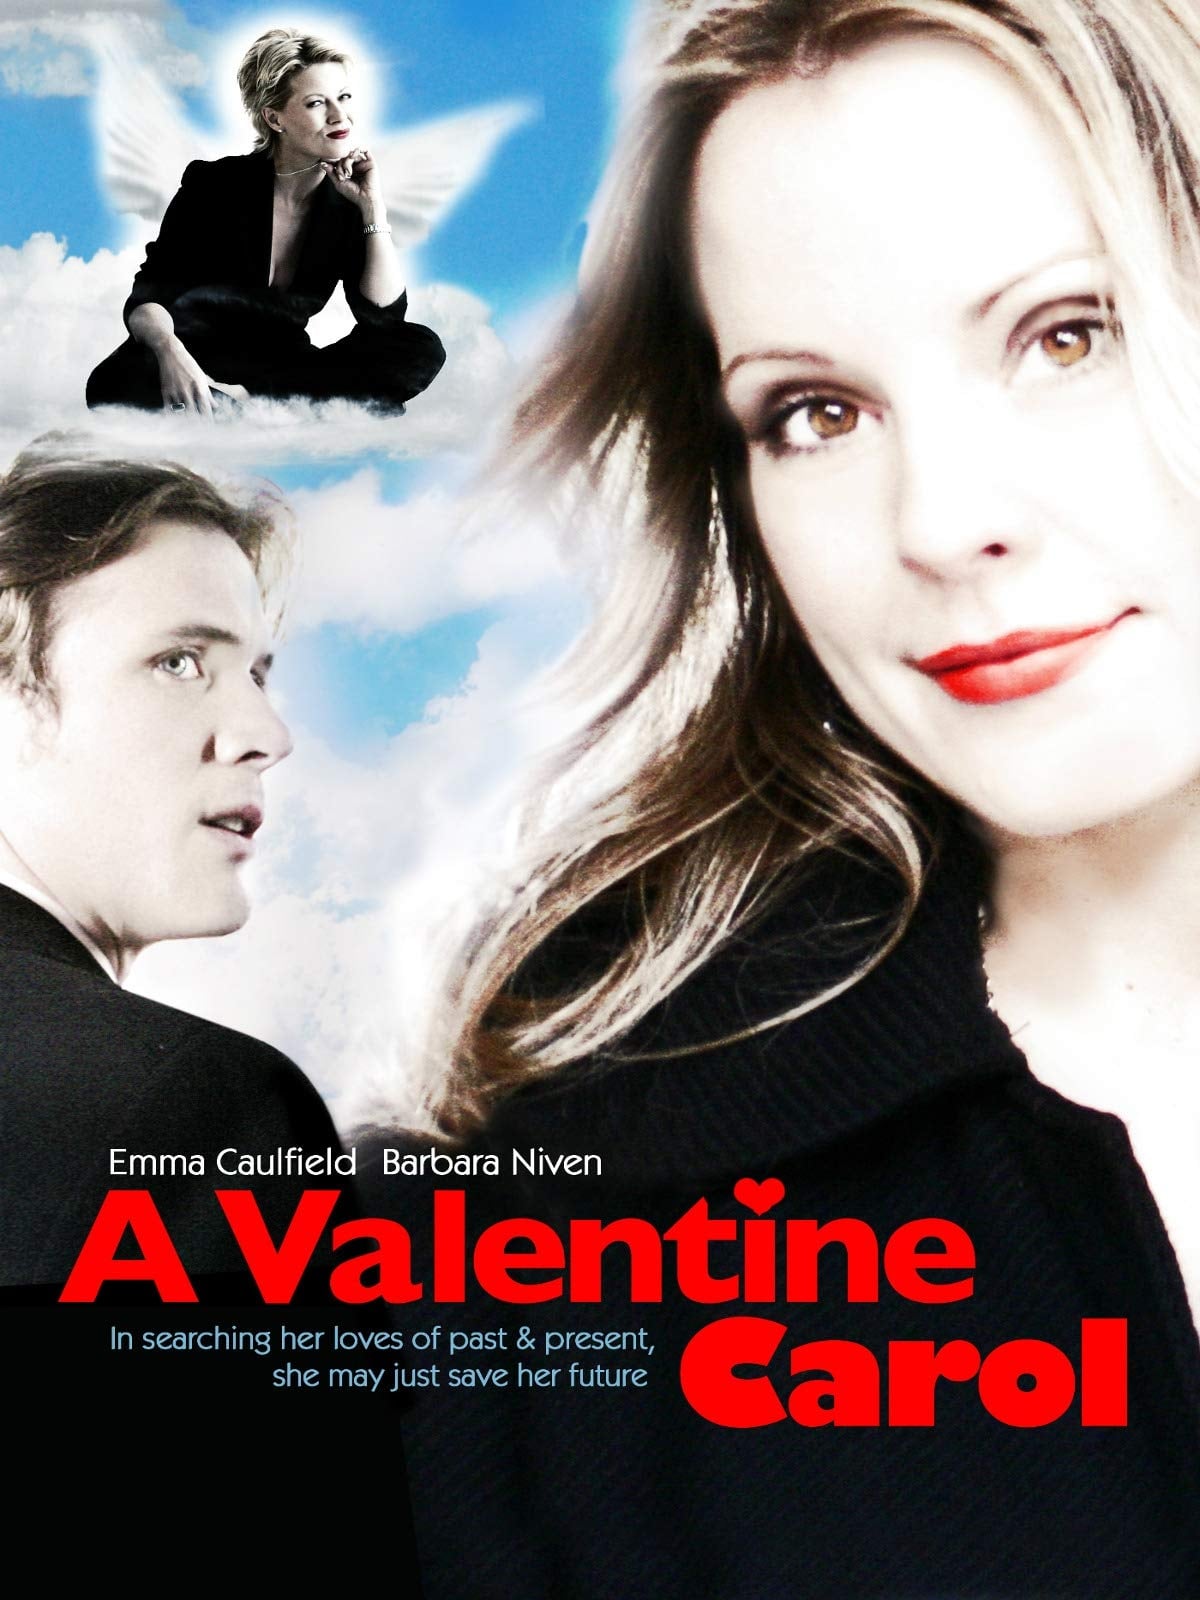 Emma Caulfield Barbara Niven
A Valentine
Carol
In searching her loves of past & present,
she may just save her future